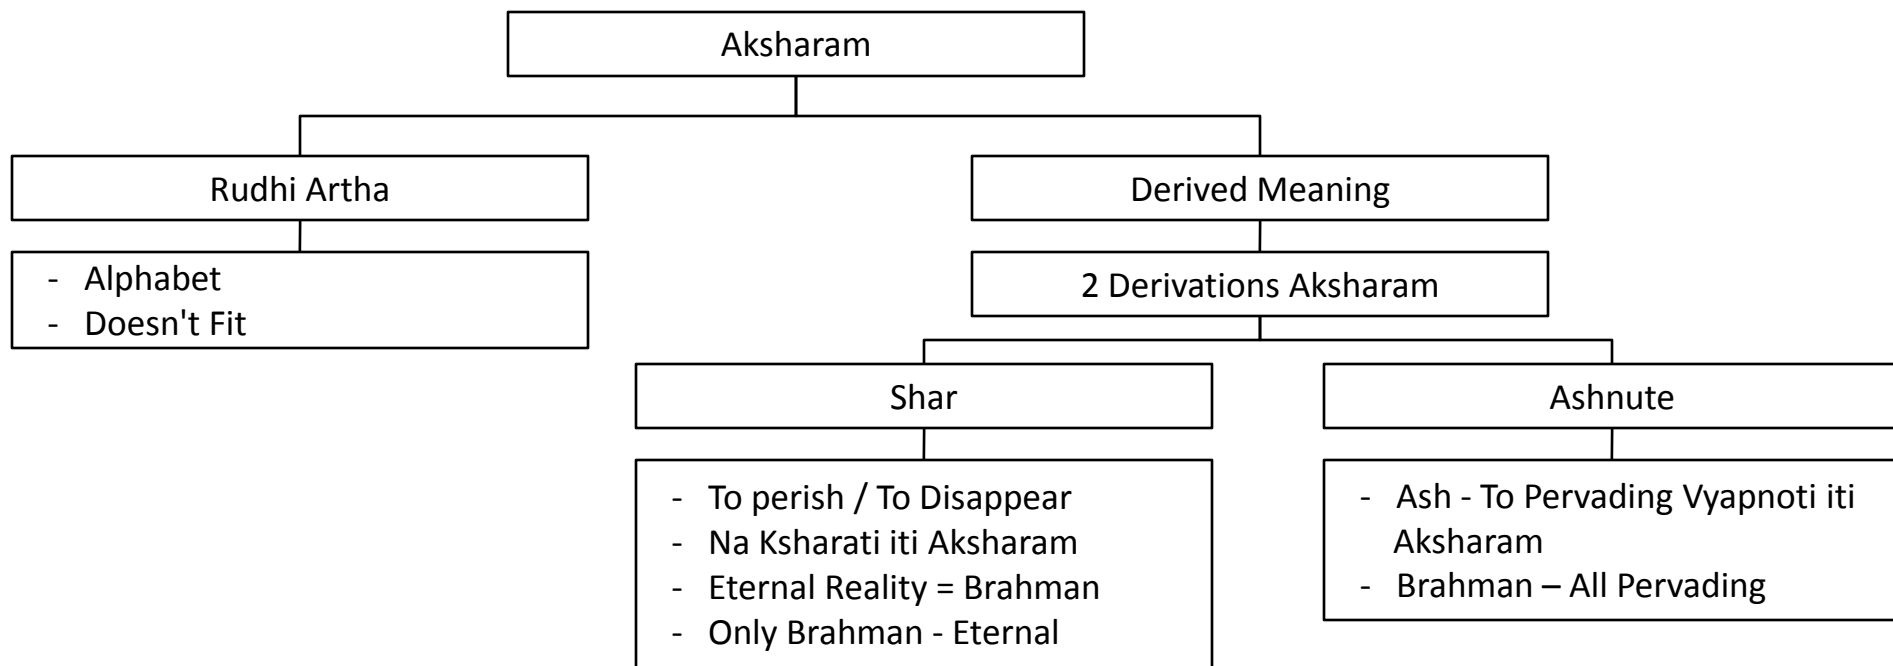 Aksharam
Rudhi Artha
Derived Meaning
- Alphabet
- Doesn't Fit
2 Derivations Aksharam
Shar
Ashnute
- To perish / To Disappear
- Na Ksharati iti Aksharam
- Eternal Reality = Brahman
- Only Brahman - Eternal
- Ash - To Pervading Vyapnoti iti
Aksharam
- Brahman – All Pervading